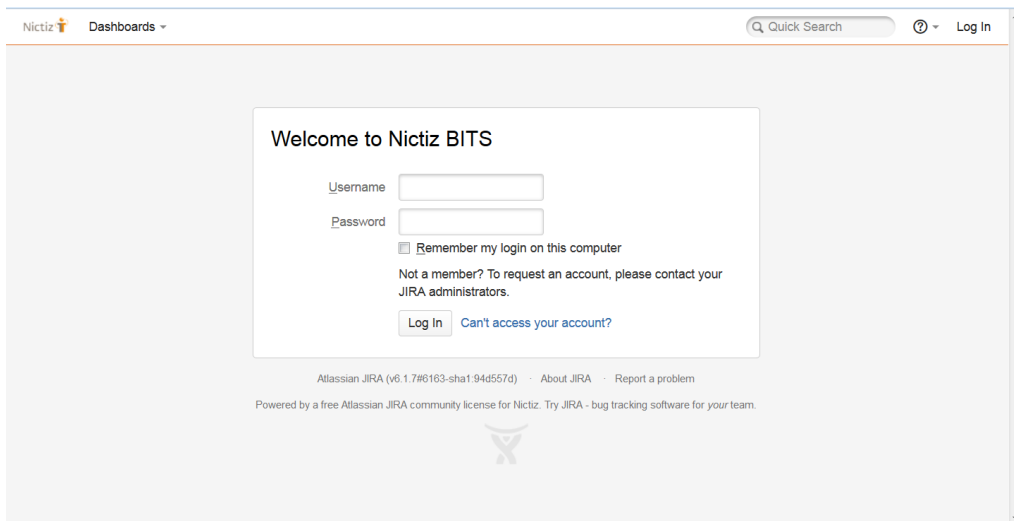 Nictiz Dashboards Quick Search Log In
Welcome to Nictiz BITS
Username
Password
Remember my login on this computer
Not a member? To request an account, please contact your
JIRA administrators.
Log In Can't access your account?
Atlassian JIRA (v6.1.7#6163-sha1:94d557d) · About JIRA · Report a problem
Powered by a free Atlassian JIRA community license for Nictiz. Try JIRA - bug tracking software for your team.